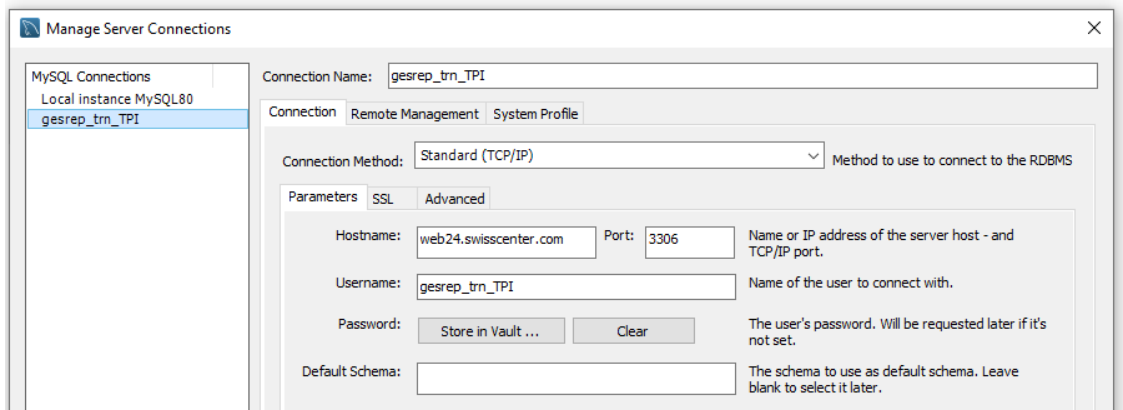 Manage Server Connections
MySQL Connections
Local instance MySQL80
gesrep_trn_TPI
Connection Name: gesrep_trn_TPI
Connection Remote Management System Profile
Connection Method: Standard (TCP/IP) Method to use to connect to the RDBMS
Parameters SSL Advanced
Hostname: web24.swisscenter.com Port: 3306 Name or IP address of the server host - and
TCP/IP port.
Username: gesrep_trn_TPI Name of the user to connect with.
Password: Store in Vault ... Clear The user's password. Will be requested later if it's
not set.
Default Schema: The schema to use as default schema. Leave
blank to select it later.